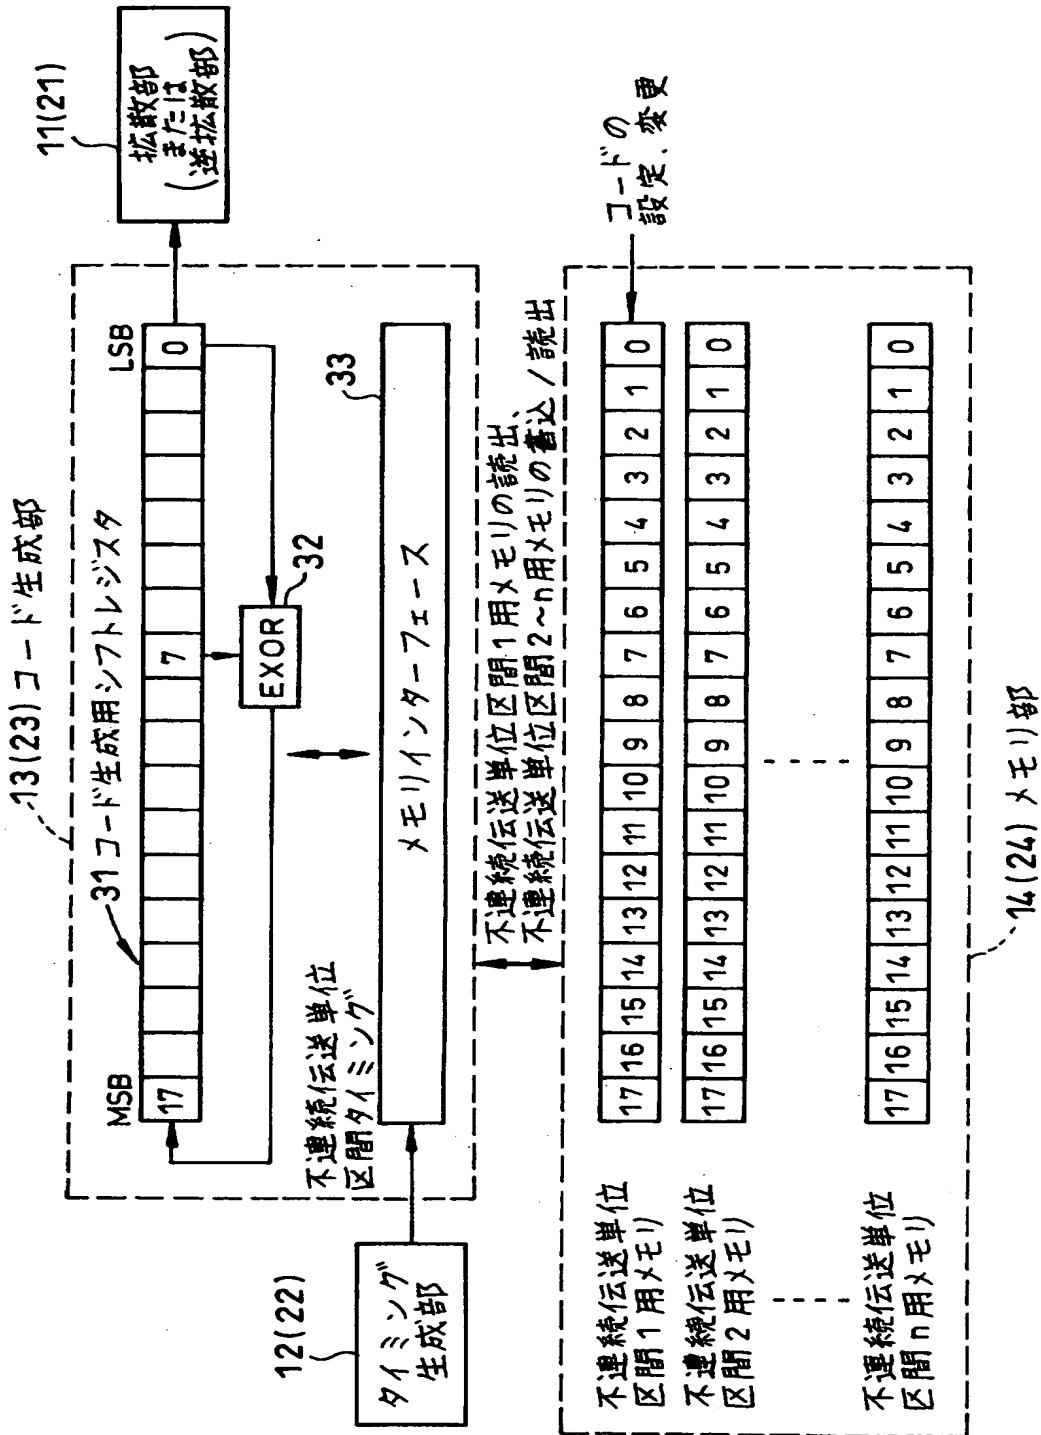 11(21)
拡散部
または
(逆拡散部)
13(23)コード生成部
31コード生成用シフトレジスタ
MSB
LSB
17
7
0
EXOR
32
33
不連続伝送単位
区間タイミング
メモリインターフェース
12(22)
タイミング
生成部
不連続伝送単位区間1用メモリの読出、
不連続伝送単位区間2~n用メモリの書込/読出
コードの
設定、変更
不連続伝送単位
区間1用メモリ
17 16 15 14 13 12 11 10 9 8 7 6 5 4 3 2 1 0
不連続伝送単位
区間2用メモリ
17 16 15 14 13 12 11 10 9 8 7 6 5 4 3 2 1 0
不連続伝送単位
区間n用メモリ
17 16 15 14 13 12 11 10 9 8 7 6 5 4 3 2 1 0
14(24)メモリ部